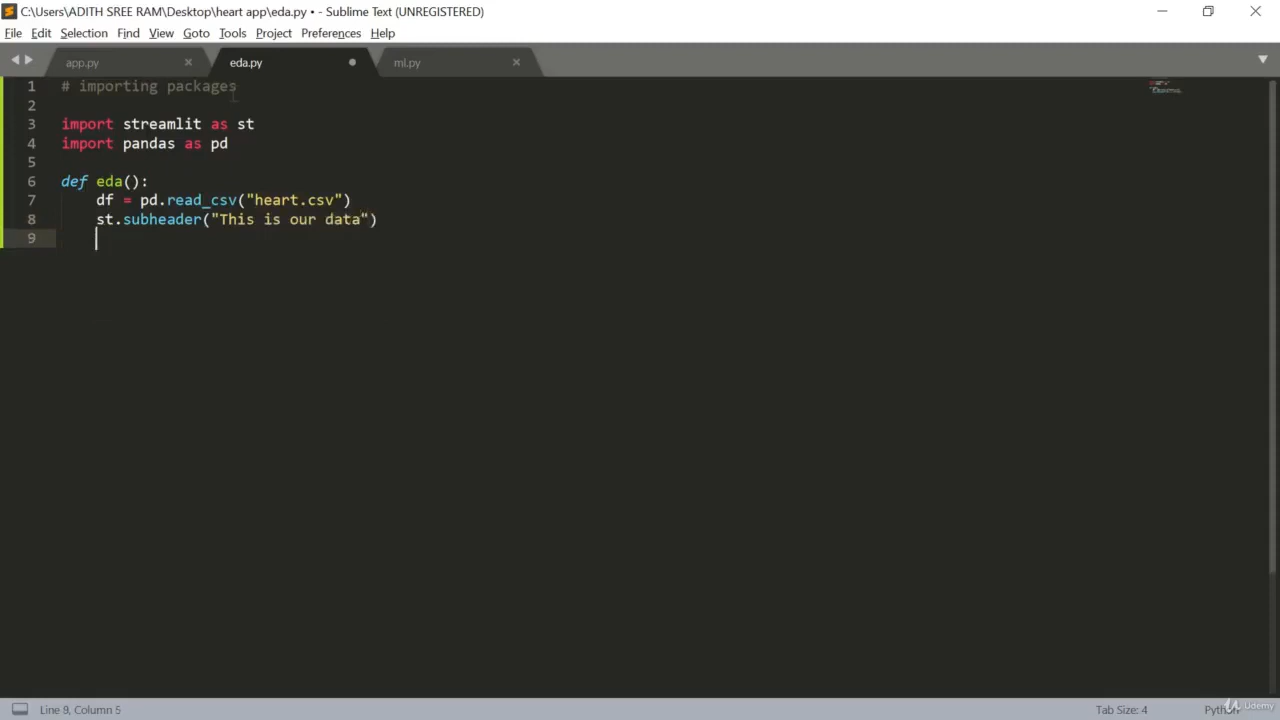 C:\Users\ADITH SREE RAM\Desktop\heart app\eda.py • - Sublime Text (UNREGISTERED)
File Edit Selection Find View Goto Tools Project Preferences Help
app.py eda.py ml.py
1 # importing packages
2
3 import streamlit as st
4 import pandas as pd
5
6 def eda():
7 df = pd.read_csv("heart.csv")
8 st.subheader("This is our data")
9
Line 9, Column 5 Tab Size: 4 Python
Udemy